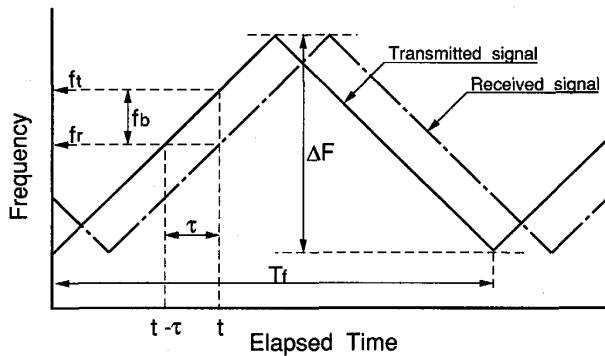 Transmitted signal
Received signal
ft
fb
fr
ΔF
τ
Tf
t -τ
t
Frequency
Elapsed Time